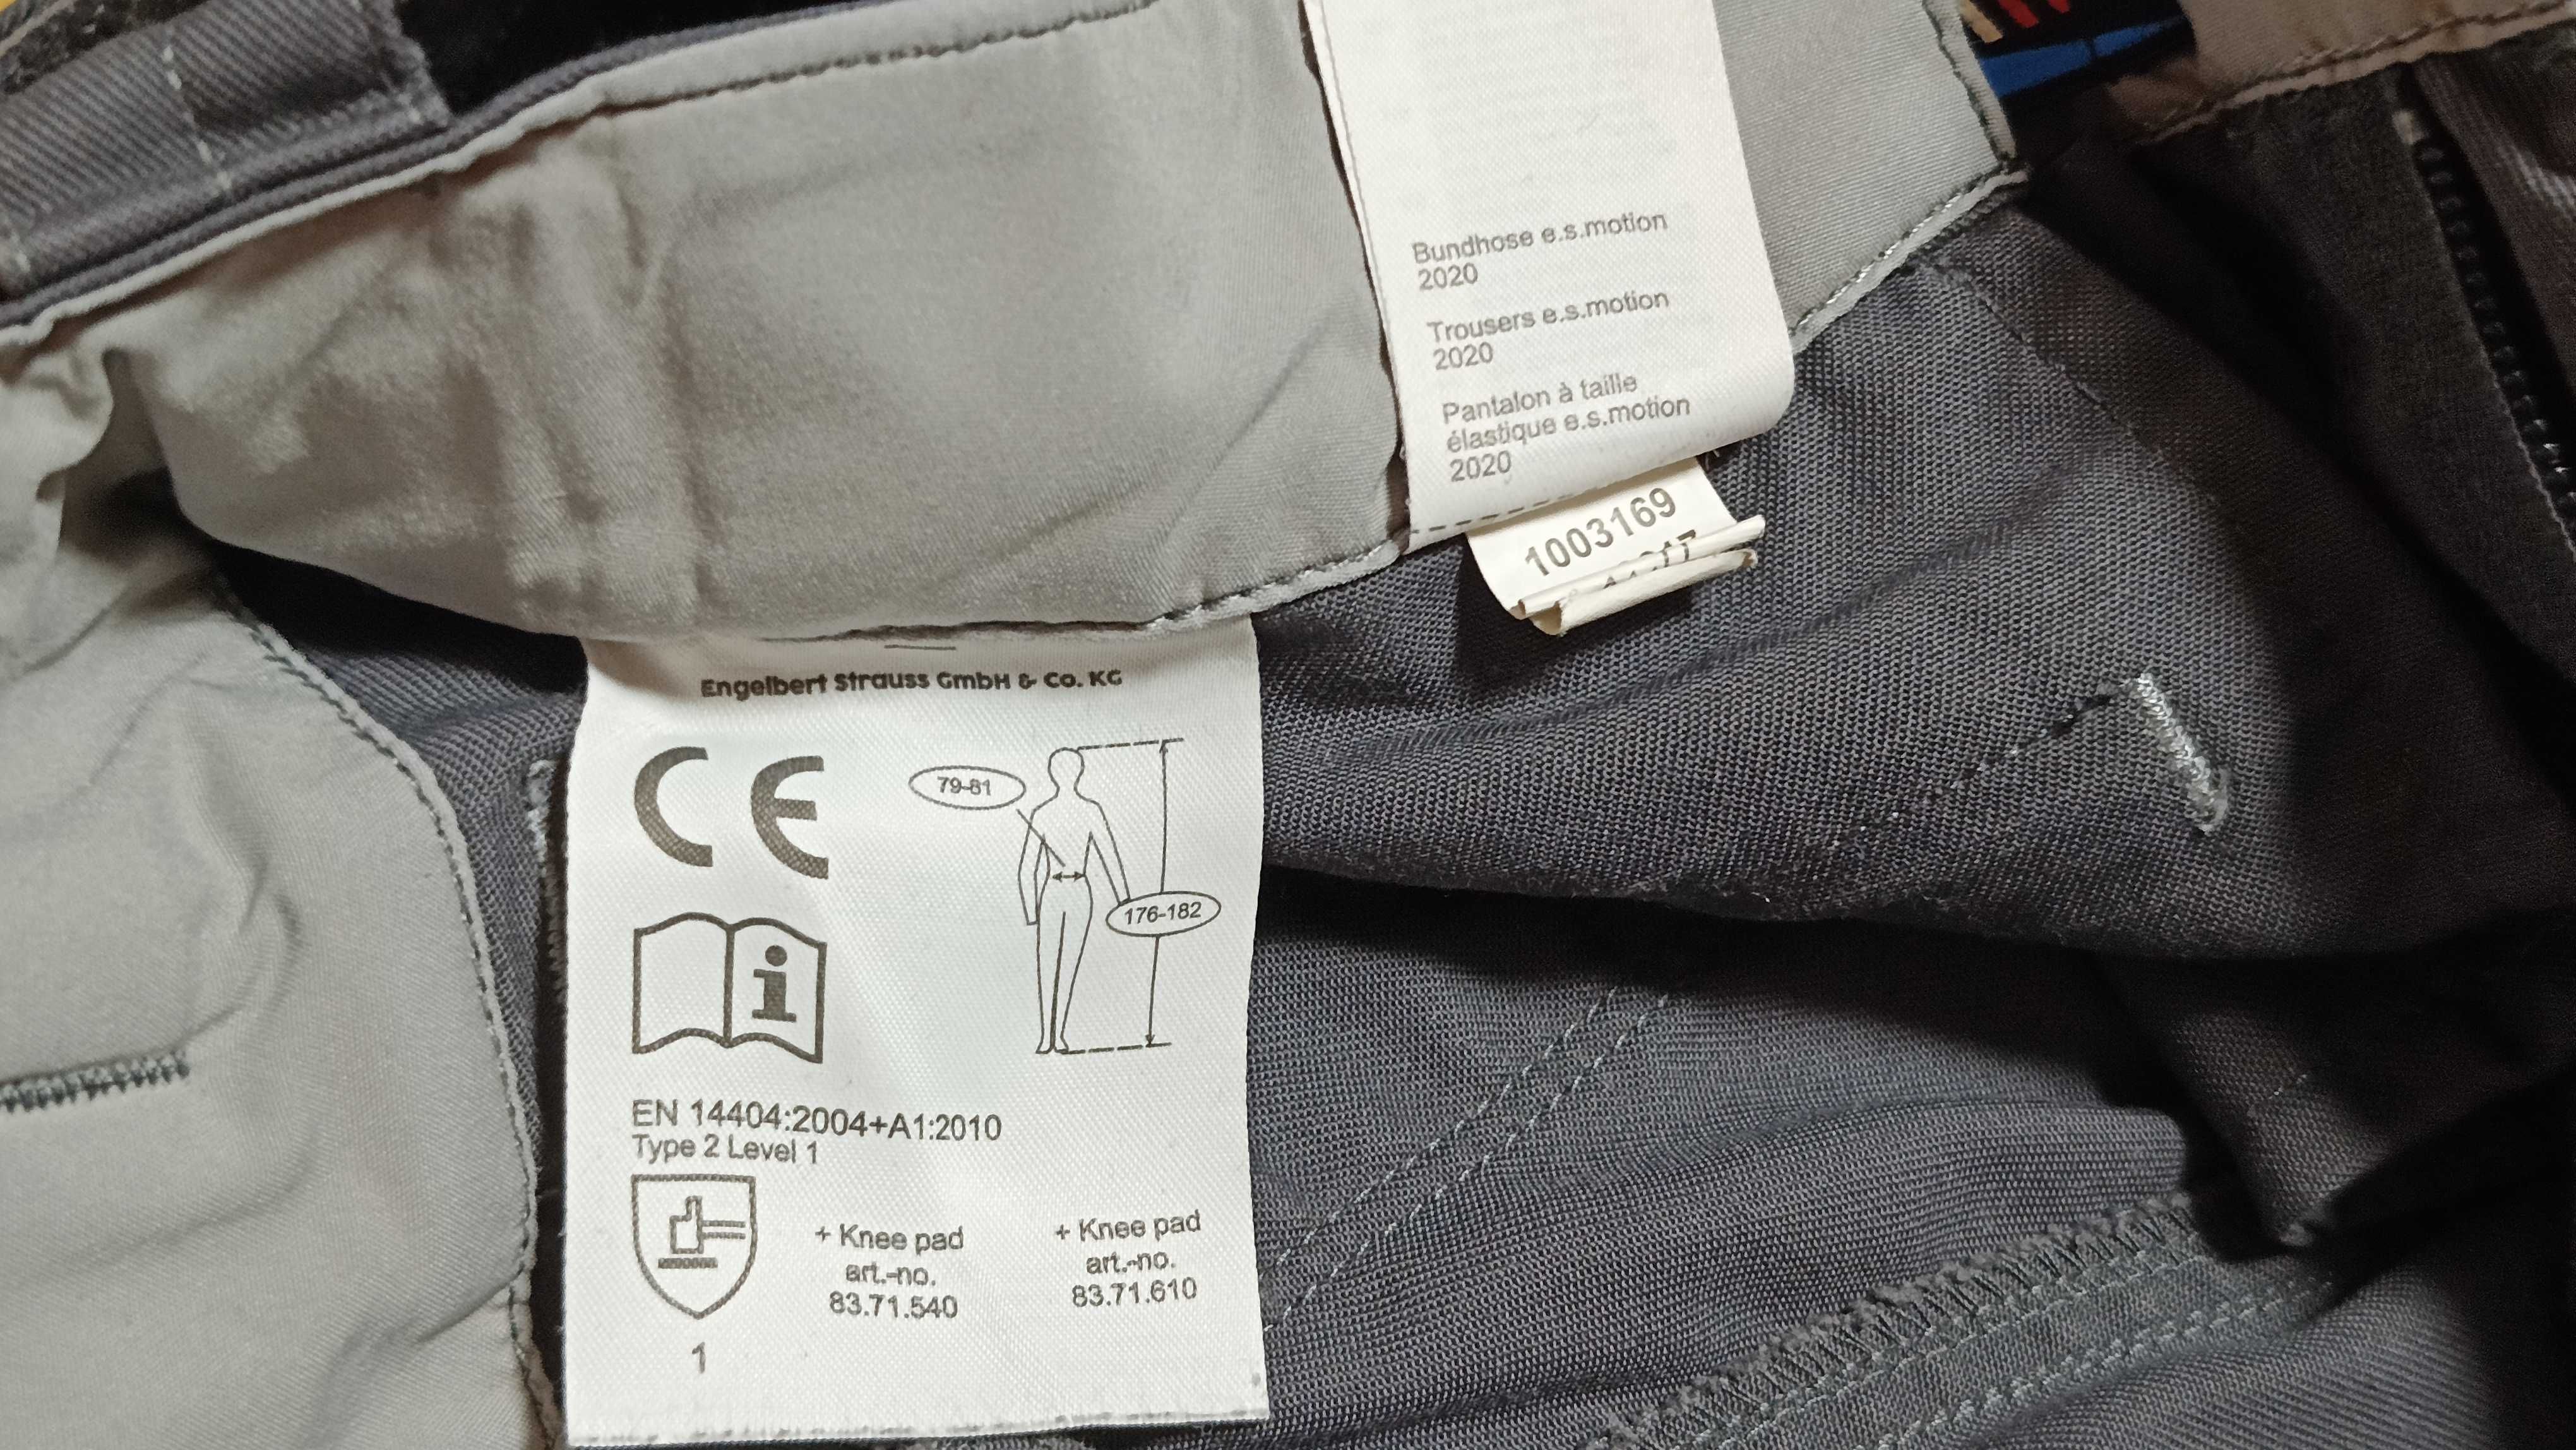 Bundhose e.s.motion
2020
Trousers e.s.motion
2020
Pantalon à taille
élastique e.s.motion
2020
1003169
Engelbert Strauss GmbH & Co. KG
CE
79-81
176-182
i
EN 14404:2004+A1:2010
Type 2 Level 1
+ Knee pad
art.-no.
83.71.540
+ Knee pad
art.-no.
83.71.610
1